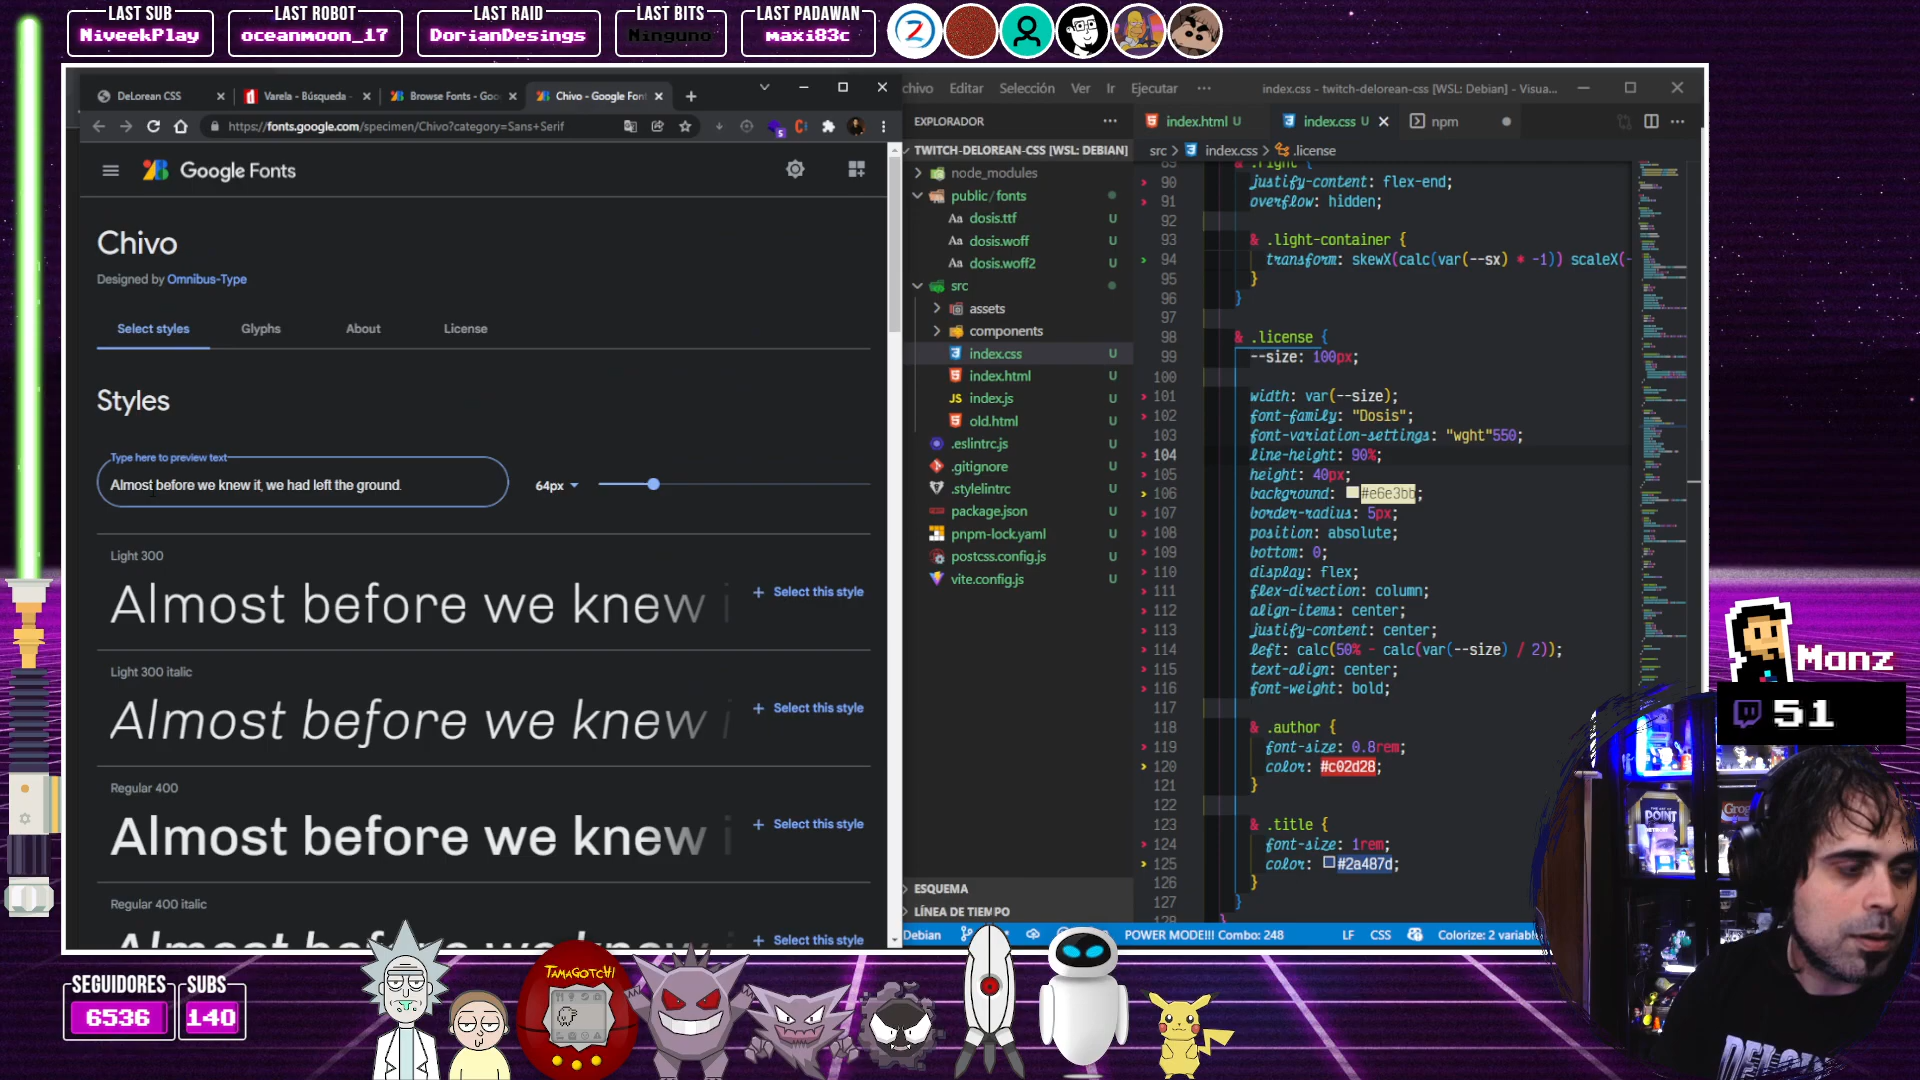 LAST SUB
NiveekPlay
LAST ROBOT
oceanmoon_17
LAST RAID
DorianDesings
LAST BITS
Ninguno
LAST PADAWAN
maxi83c
DeLorean CSS
Varela - Búsqueda
Browse Fonts - Goo
Chivo - Google Font
https://fonts.google.com/specimen/Chivo?category=Sans+Serif
Google Fonts
Chivo
Designed by Omnibus-Type
Select styles
Glyphs
About
License
Styles
Type here to preview text
Almost before we knew it, we had left the ground.
64px
Light 300
Almost before we knew i
+ Select this style
Light 300 italic
Almost before we knew i
+ Select this style
Regular 400
Almost before we knew i
+ Select this style
Regular 400 italic
Almost before we knew i
+ Select this style
chivo Editar Selección Ver Ir Ejecutar ···
index.css - twitch-delorean-css [WSL: Debian] - Visua...
EXPLORADOR
TWITCH-DELOREAN-CSS [WSL: DEBIAN]
node_modules
public/fonts
Aa dosis.ttf U
Aa dosis.woff U
Aa dosis.woff2 U
src
assets
components
index.css U
index.html U
JS index.js U
old.html U
.eslintrc.js U
.gitignore U
.stylelintrc U
package.json U
pnpm-lock.yaml U
postcss.config.js U
vite.config.js U
ESQUEMA
LÍNEA DE TIEMPO
index.html U
index.css U
npm
src > index.css > .license
89 & .right {
90 justify-content: flex-end;
91 overflow: hidden;
92
93 & .light-container {
94 transform: skewX(calc(var(--sx) * -1)) scaleX(-
95 }
96 }
97
98 & .license {
99 --size: 100px;
100
101 width: var(--size);
102 font-family: "Dosis";
103 font-variation-settings: "wght"550;
104 line-height: 90%;
105 height: 40px;
106 background: #e6e3bb;
107 border-radius: 5px;
108 position: absolute;
109 bottom: 0;
110 display: flex;
111 flex-direction: column;
112 align-items: center;
113 justify-content: center;
114 left: calc(50% - calc(var(--size) / 2));
115 text-align: center;
116 font-weight: bold;
117
118 & .author {
119 font-size: 0.8rem;
120 color: #c02d28;
121 }
122
123 & .title {
124 font-size: 1rem;
125 color: #2a487d;
126 }
127 }
128 }
Debian
POWER MODE!!! Combo: 248
LF
CSS
Colorize: 2 variabl
Manz
51
POINT
SEGUIDORES
6536
SUBS
140
TAMAGOTCHI